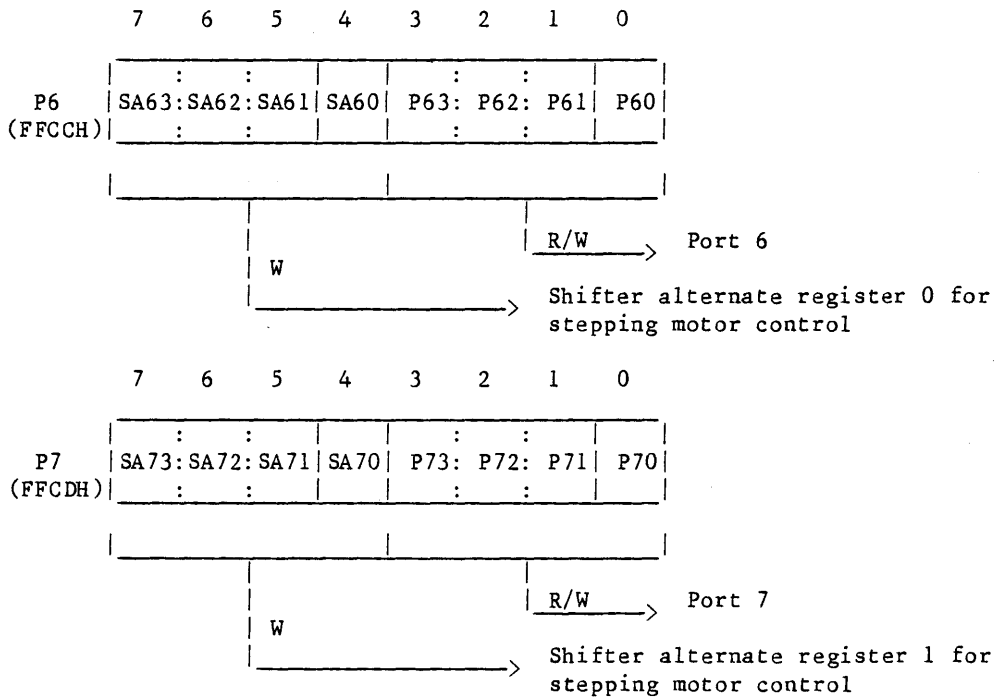 7 6 5 4 3 2 1 0
P6 SA63:SA62:SA61 SA60 P63: P62: P61 P60
(FFCCH)
R/W Port 6
W
Shifter alternate register 0 for
stepping motor control
7 6 5 4 3 2 1 0
P7 SA73:SA72:SA71 SA70 P73: P72: P71 P70
(FFCDH)
R/W Port 7
W
Shifter alternate register 1 for
stepping motor control